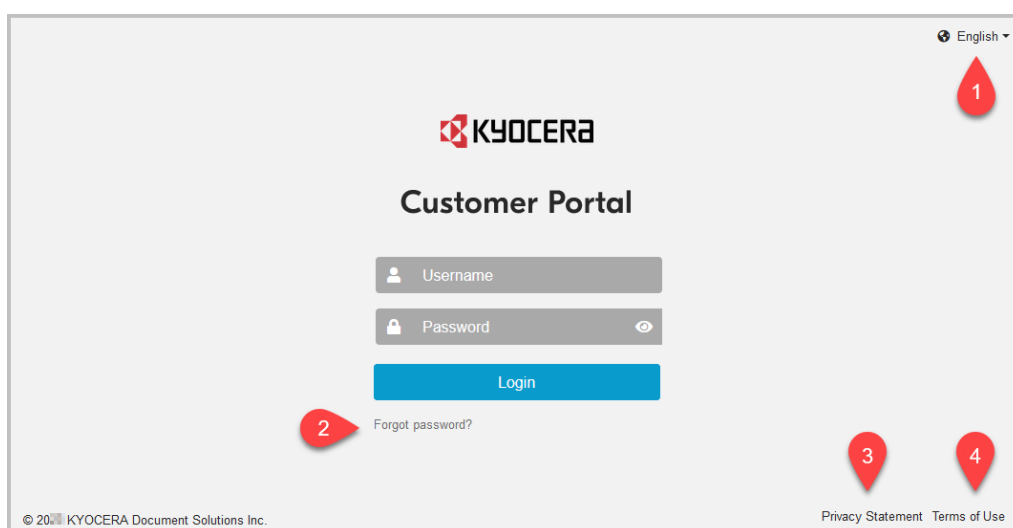 English
1
KYOCERA
Customer Portal
Username
Password
Login
2
Forgot password?
3
4
© 20 KYOCERA Document Solutions Inc.
Privacy Statement Terms of Use